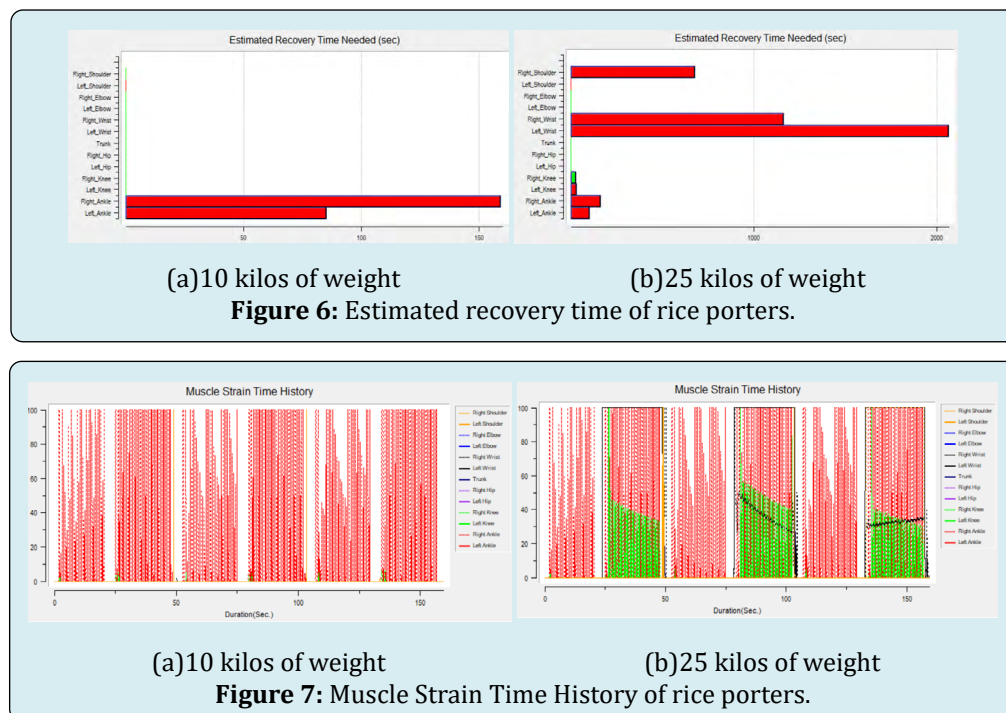 Estimated Recovery Time Needed (sec)
Right_Shoulder
Left_Shoulder
Right_Elbow
Left_Elbow
Right_Wrist
Left_Wrist
Trunk
Right_Hip
Left_Hip
Right_Knee
Left_Knee
Right_Ankle
Left_Ankle
50 100 150
Estimated Recovery Time Needed (sec)
Right_Shoulder
Left_Shoulder
Right_Elbow
Left_Elbow
Right_Wrist
Left_Wrist
Trunk
Right_Hip
Left_Hip
Right_Knee
Left_Knee
Right_Ankle
Left_Ankle
1000 2000
(a)10 kilos of weight (b)25 kilos of weight
Figure 6: Estimated recovery time of rice porters.
Muscle Strain Time History
100
80
60
40
20
0
0 50 100 150
Duration(Sec.)
Right Shoulder
Left Shoulder
Right Elbow
Left Elbow
Right Wrist
Left Wrist
Trunk
Right Hip
Left Hip
Right Knee
Left Knee
Right Ankle
Left Ankle
Muscle Strain Time History
100
80
60
40
20
0
0 50 100 150
Duration(Sec.)
Right Shoulder
Left Shoulder
Right Elbow
Left Elbow
Right Wrist
Left Wrist
Trunk
Right Hip
Left Hip
Right Knee
Left Knee
Right Ankle
Left Ankle
(a)10 kilos of weight (b)25 kilos of weight
Figure 7: Muscle Strain Time History of rice porters.